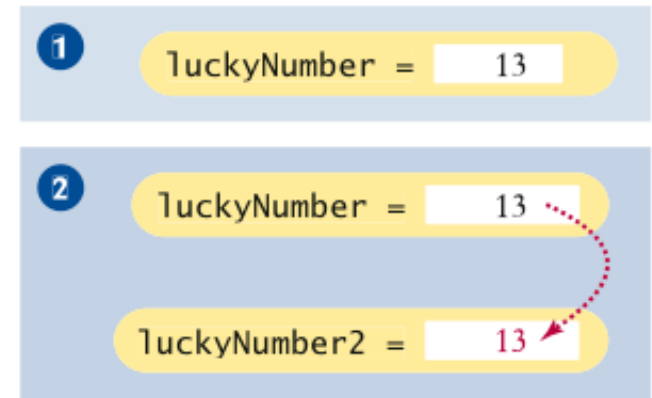 1
luckyNumber = 13
2
luckyNumber = 13
luckyNumber2 = 13